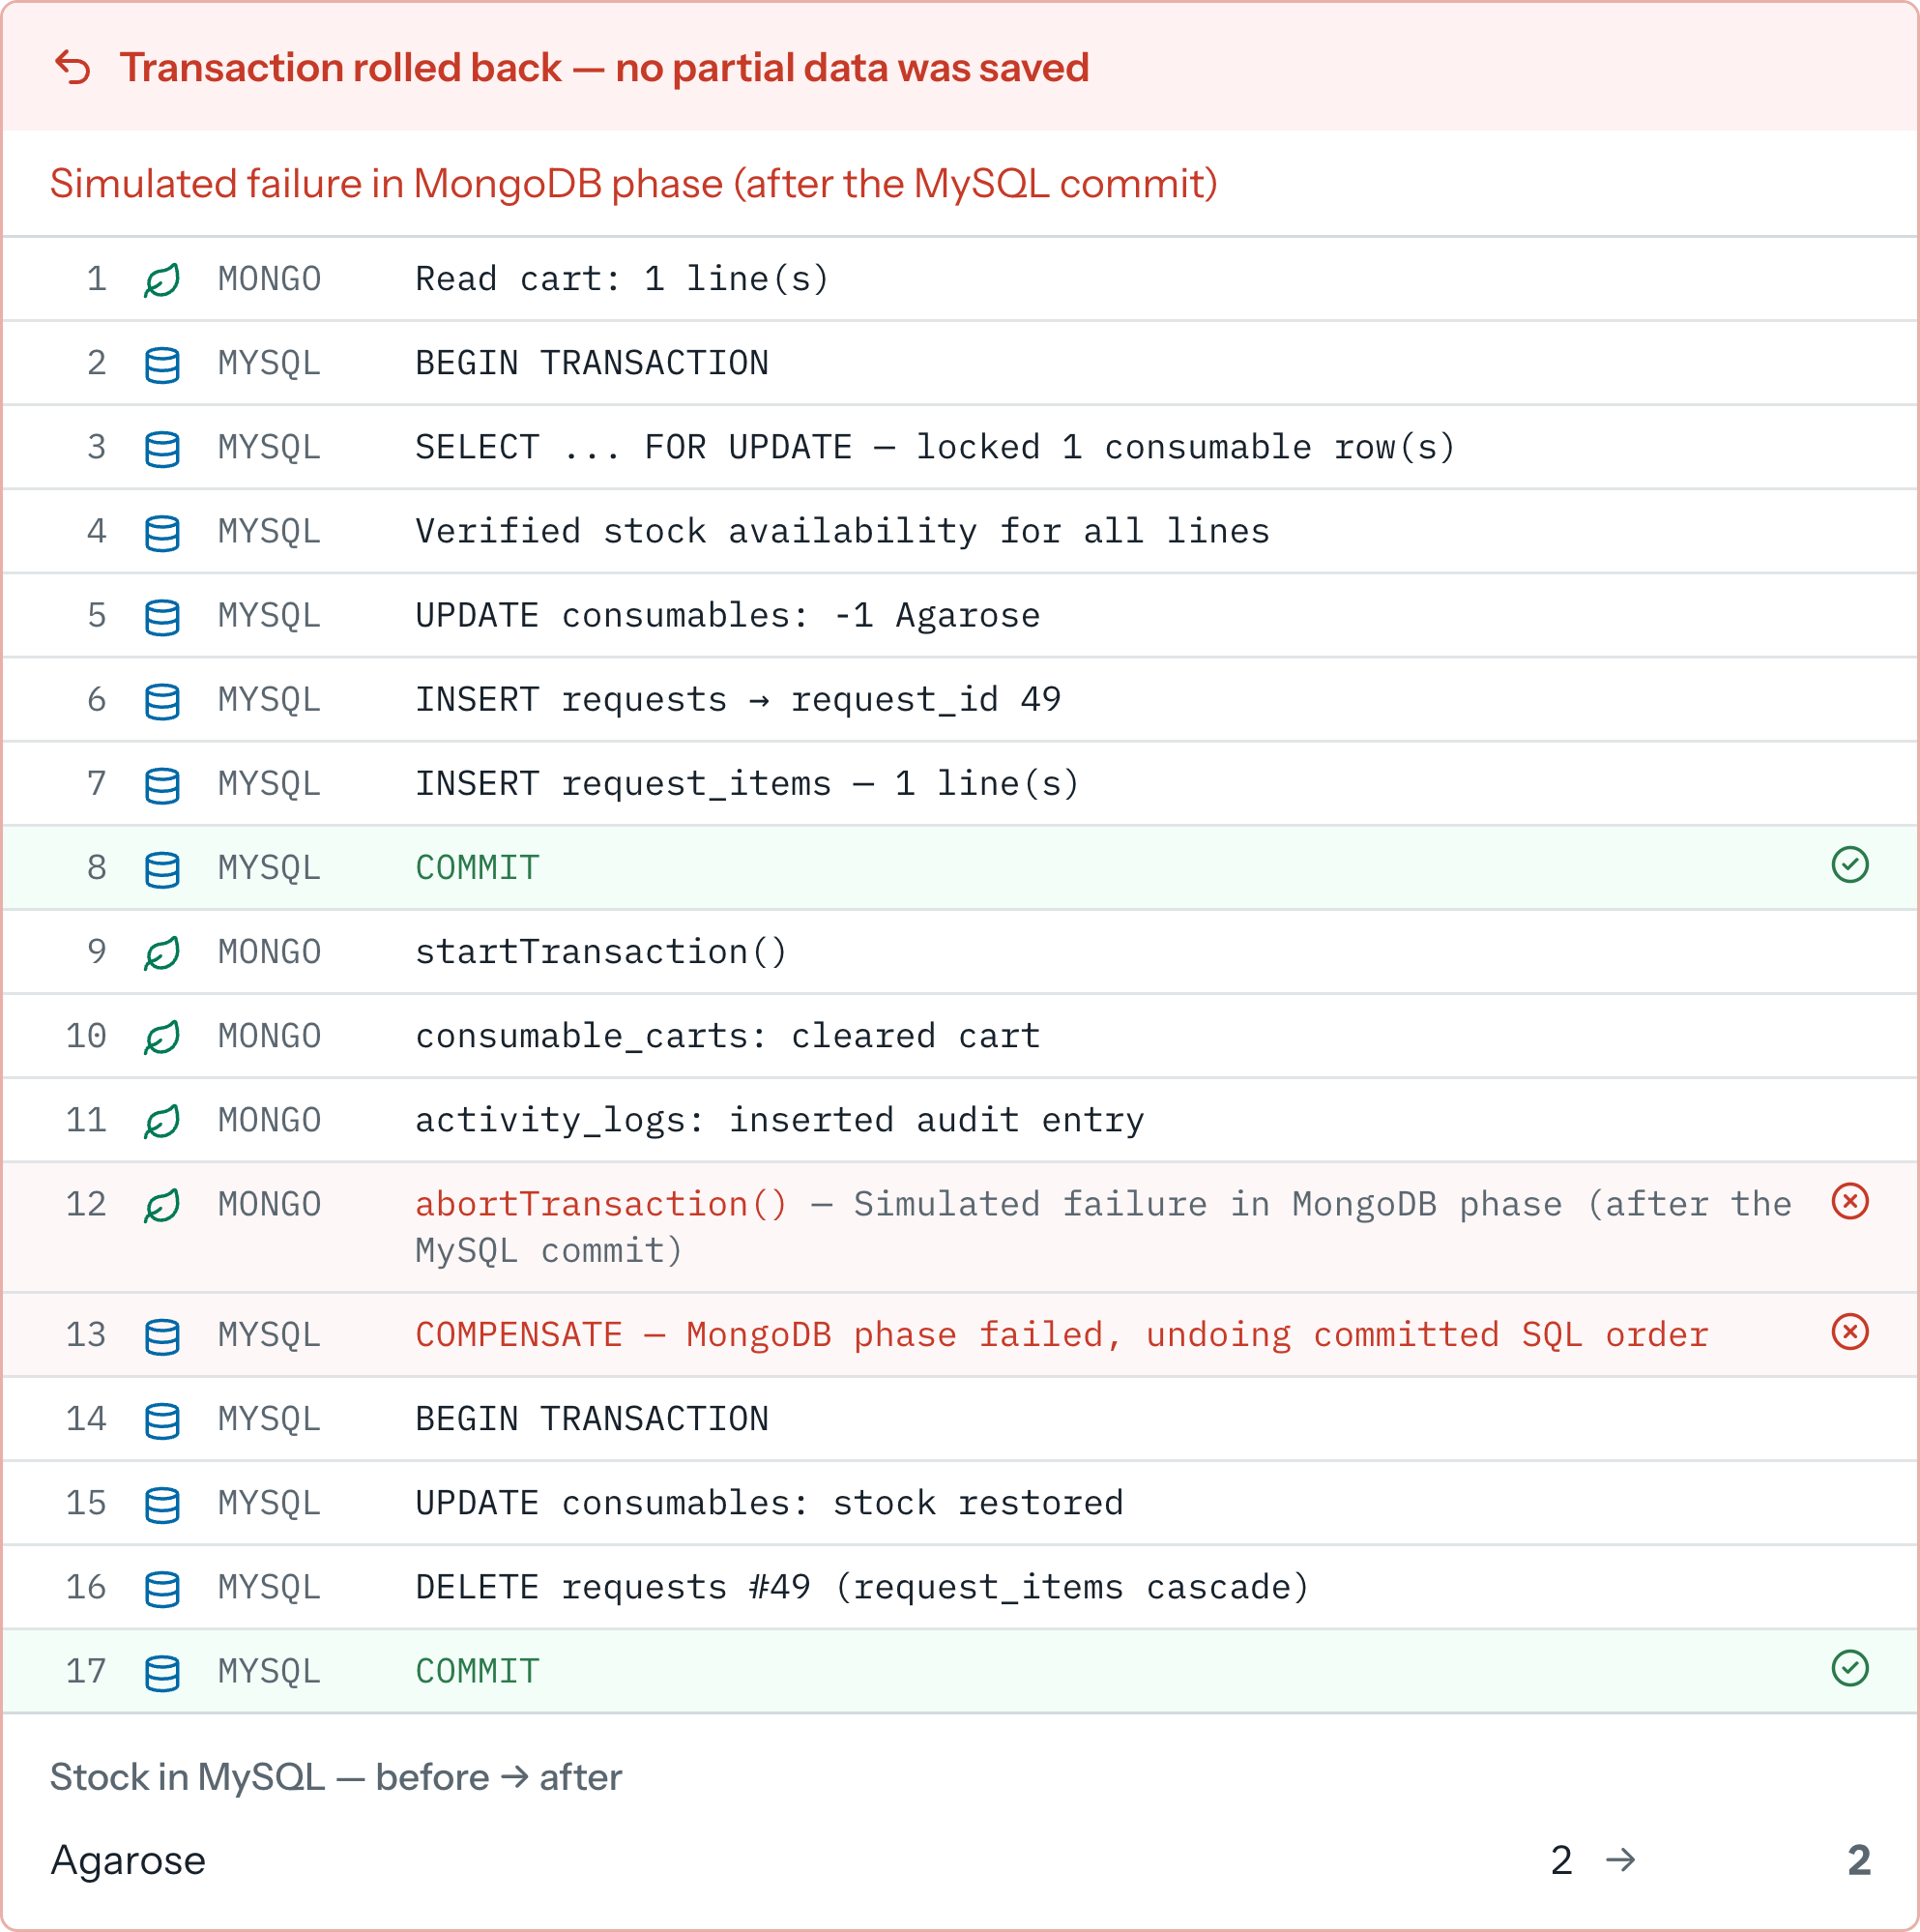 Transaction rolled back — no partial data was saved
Simulated failure in MongoDB phase (after the MySQL commit)
1 MONGO Read cart: 1 line(s)
2 MYSQL BEGIN TRANSACTION
3 MYSQL SELECT ... FOR UPDATE — locked 1 consumable row(s)
4 MYSQL Verified stock availability for all lines
5 MYSQL UPDATE consumables: -1 Agarose
6 MYSQL INSERT requests → request_id 49
7 MYSQL INSERT request_items — 1 line(s)
8 MYSQL COMMIT
9 MONGO startTransaction()
10 MONGO consumable_carts: cleared cart
11 MONGO activity_logs: inserted audit entry
12 MONGO abortTransaction() — Simulated failure in MongoDB phase (after the
MySQL commit)
13 MYSQL COMPENSATE — MongoDB phase failed, undoing committed SQL order
14 MYSQL BEGIN TRANSACTION
15 MYSQL UPDATE consumables: stock restored
16 MYSQL DELETE requests #49 (request_items cascade)
17 MYSQL COMMIT
Stock in MySQL — before → after
Agarose 2 → 2